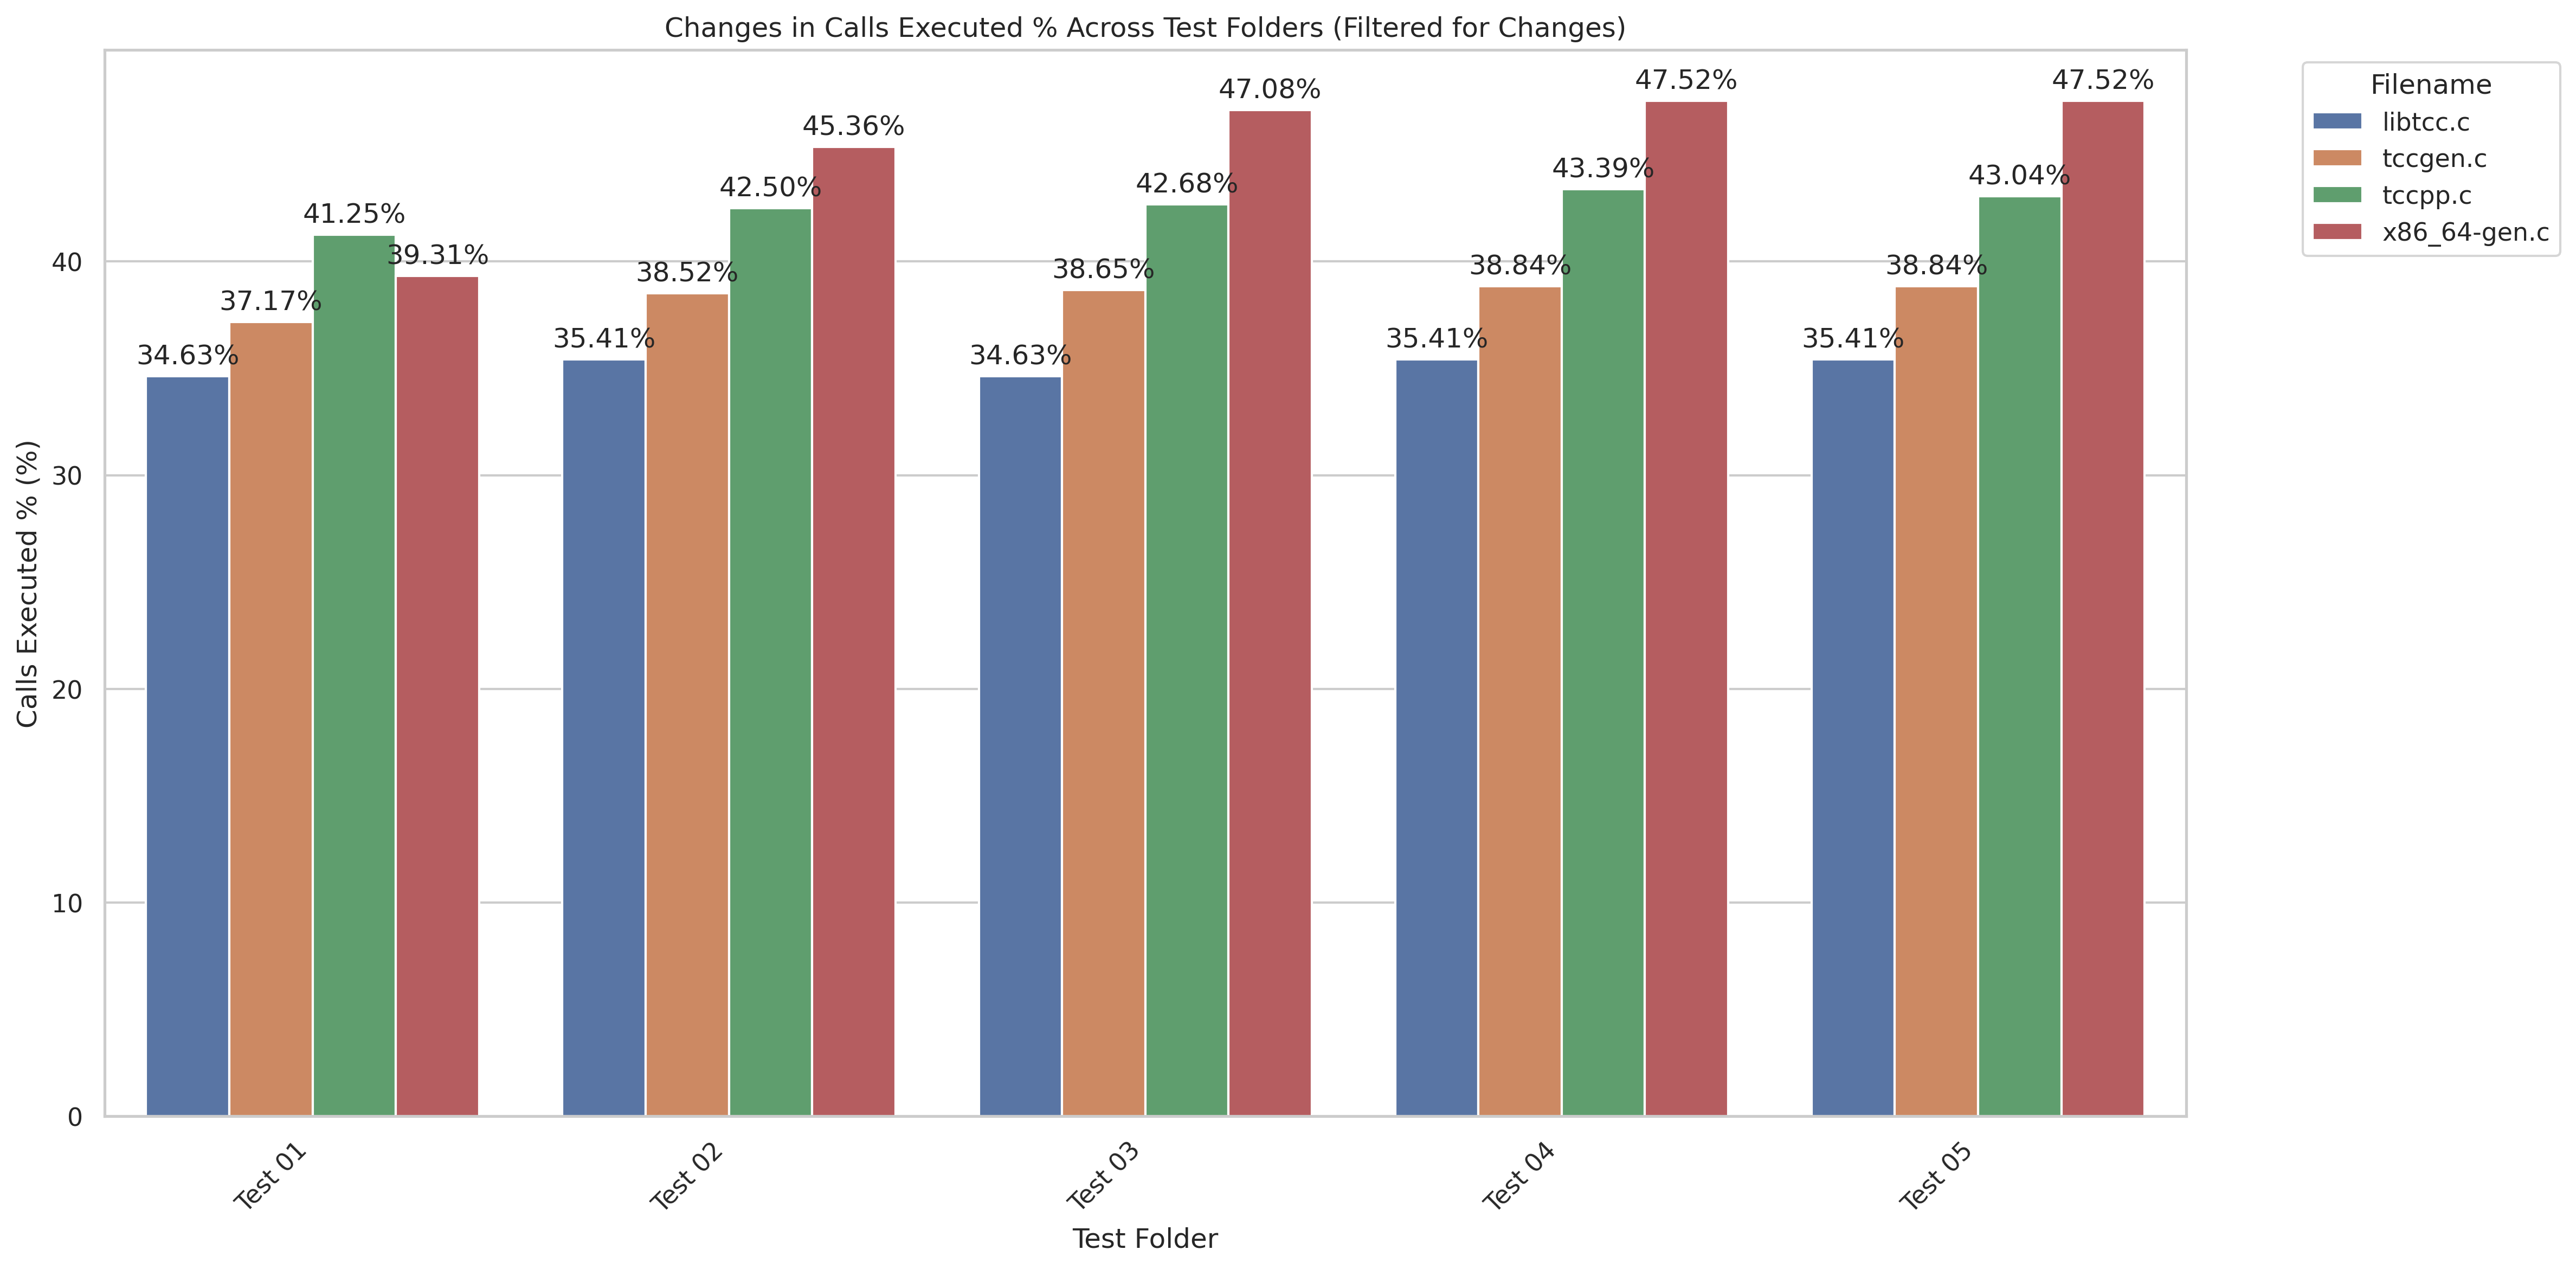 Changes in Calls Executed % Across Test Folders (Filtered for Changes)
Calls Executed % (%)
40
30
20
10
0
34.63%
37.17%
41.25%
39.31%
35.41%
38.52%
42.50%
45.36%
34.63%
38.65%
42.68%
47.08%
35.41%
38.84%
43.39%
47.52%
35.41%
38.84%
43.04%
47.52%
Test 01
Test 02
Test 03
Test 04
Test 05
Test Folder
Filename
libtcc.c
tccgen.c
tccpp.c
x86_64-gen.c